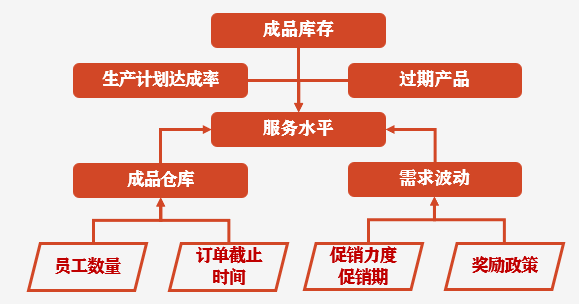 成品库存
生产计划达成率
过期产品
服务水平
成品仓库
需求波动
员工数量
订单截止
时间
促销力度
促销期
奖励政策